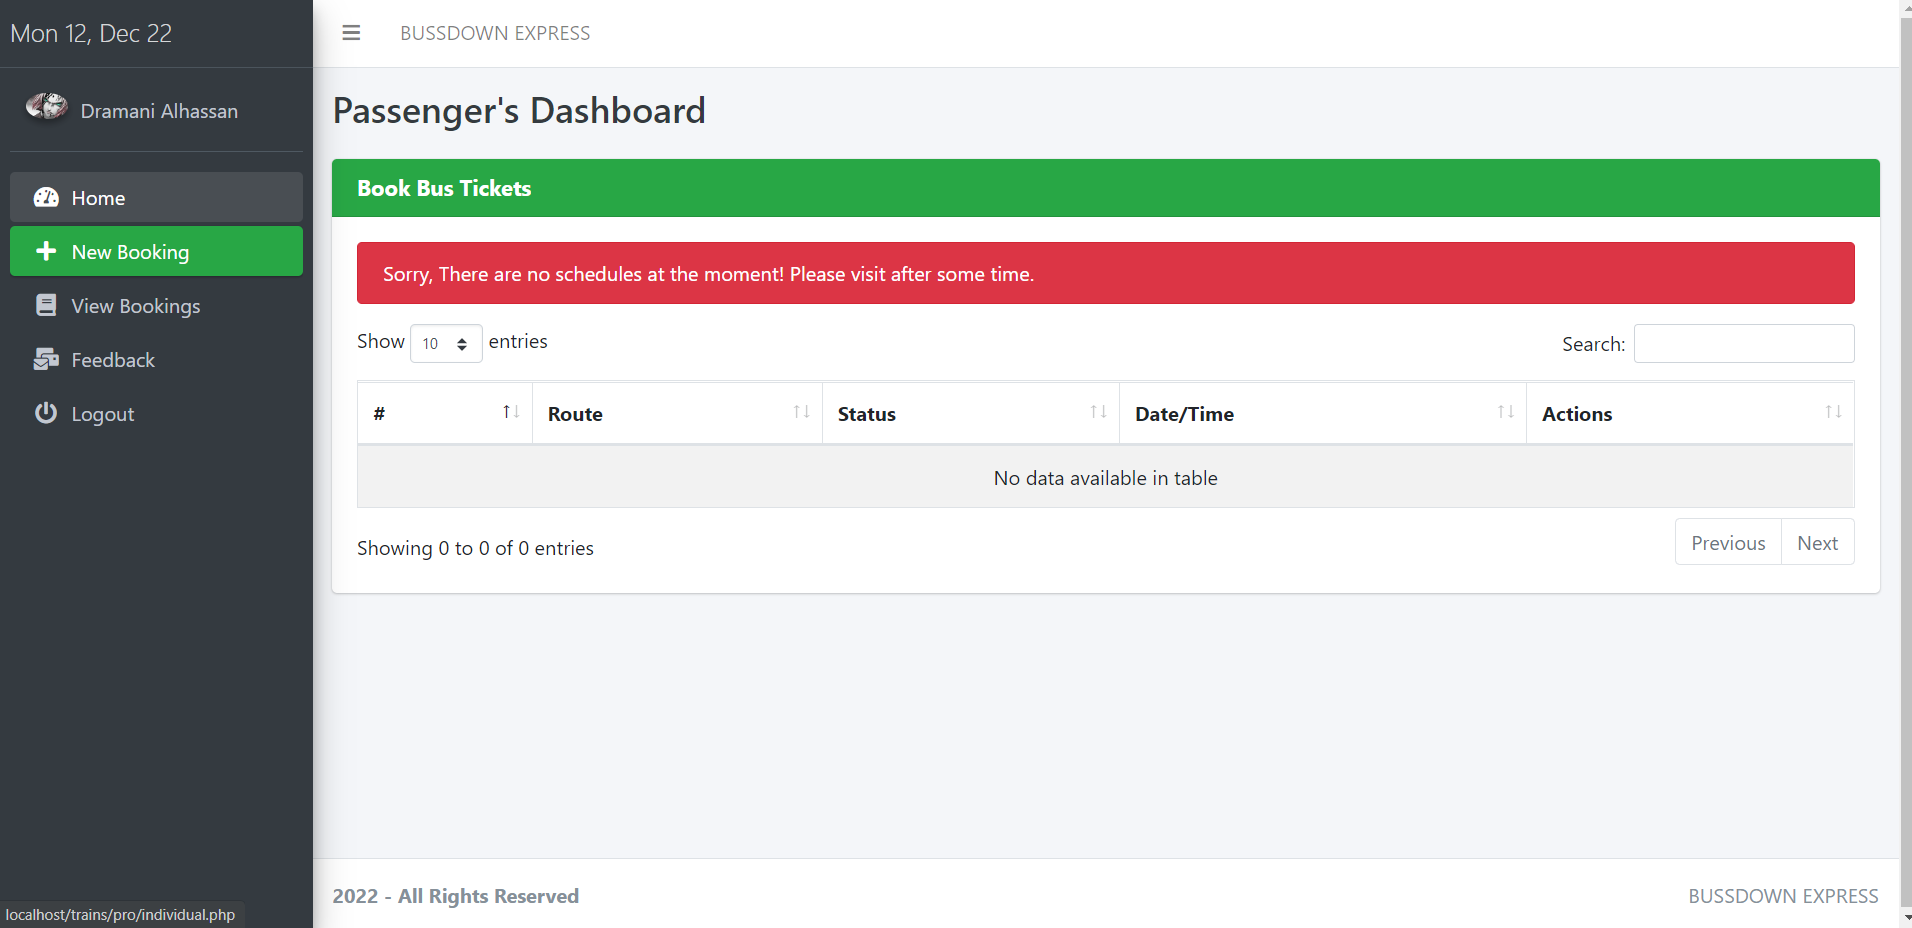 Mon 12, Dec 22
BUSSDOWN EXPRESS
Dramani Alhassan
Home
New Booking
View Bookings
Feedback
Logout
Passenger's Dashboard
Book Bus Tickets
Sorry, There are no schedules at the moment! Please visit after some time.
Show 10 entries
Search:
# Route Status Date/Time Actions
No data available in table
Showing 0 to 0 of 0 entries
Previous Next
2022 - All Rights Reserved
BUSSDOWN EXPRESS
localhost/trains/pro/individual.php